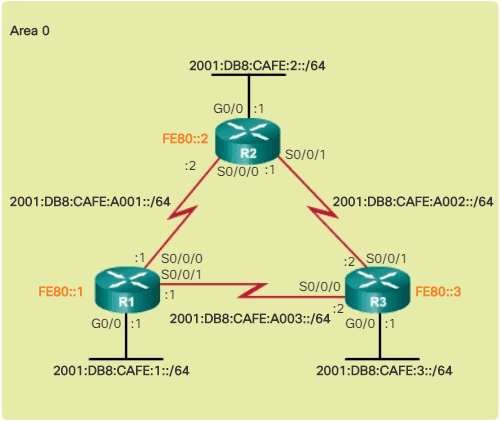 Area 0
2001:DB8:CAFE:2::/64
G0/0 :1
FE80::2
R2
:2 S0/0/0 :1 S0/0/1
2001:DB8:CAFE:A001::/64
2001:DB8:CAFE:A002::/64
:1 S0/0/0
S0/0/1
:1
FE80::1
R1
G0/0 :1
2001:DB8:CAFE:A003::/64
:2 S0/0/1
S0/0/0
:2
R3
FE80::3
G0/0 :1
2001:DB8:CAFE:1::/64
2001:DB8:CAFE:3::/64